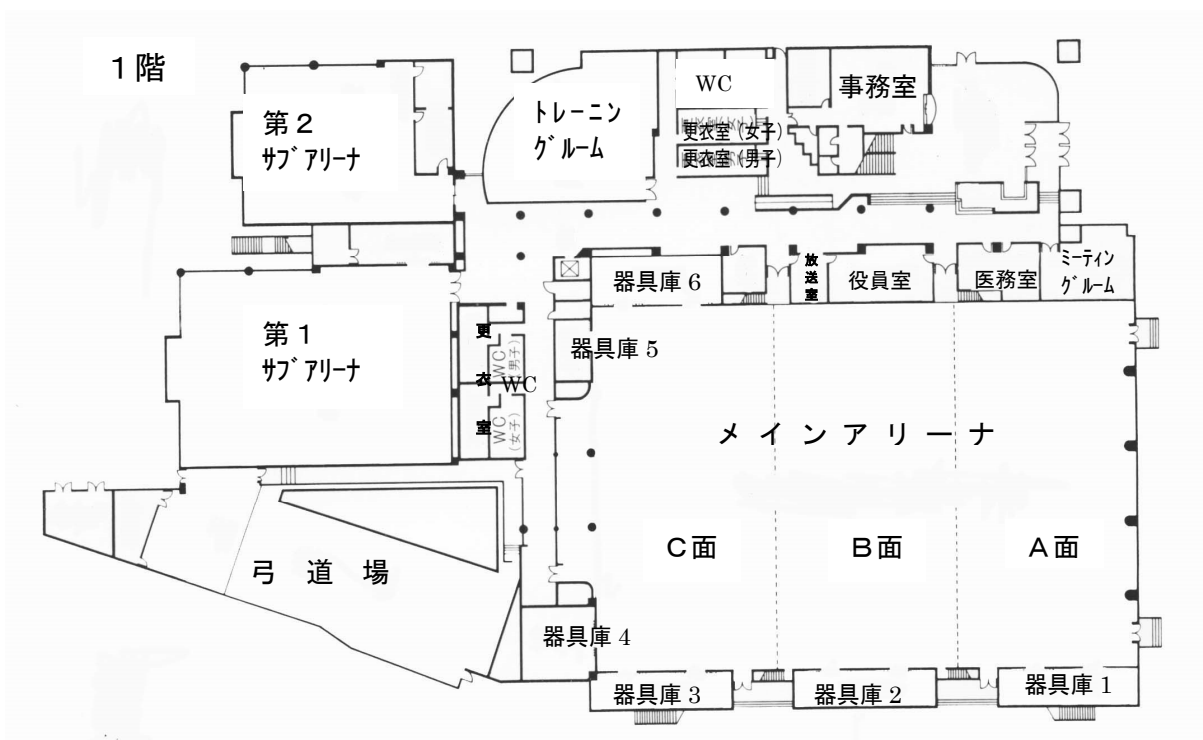 1階
第2
サブアリーナ
トレーニン
グルーム
WC
更衣室(女子)
更衣室(男子)
事務室
器具庫6
放送室
役員室
医務室
ミーティン
グルーム
第1
サブアリーナ
更衣室
WC
(男子)
WC
WC
(女子)
器具庫5
メインアリーナ
C面
B面
A面
弓道場
器具庫4
器具庫3
器具庫2
器具庫1